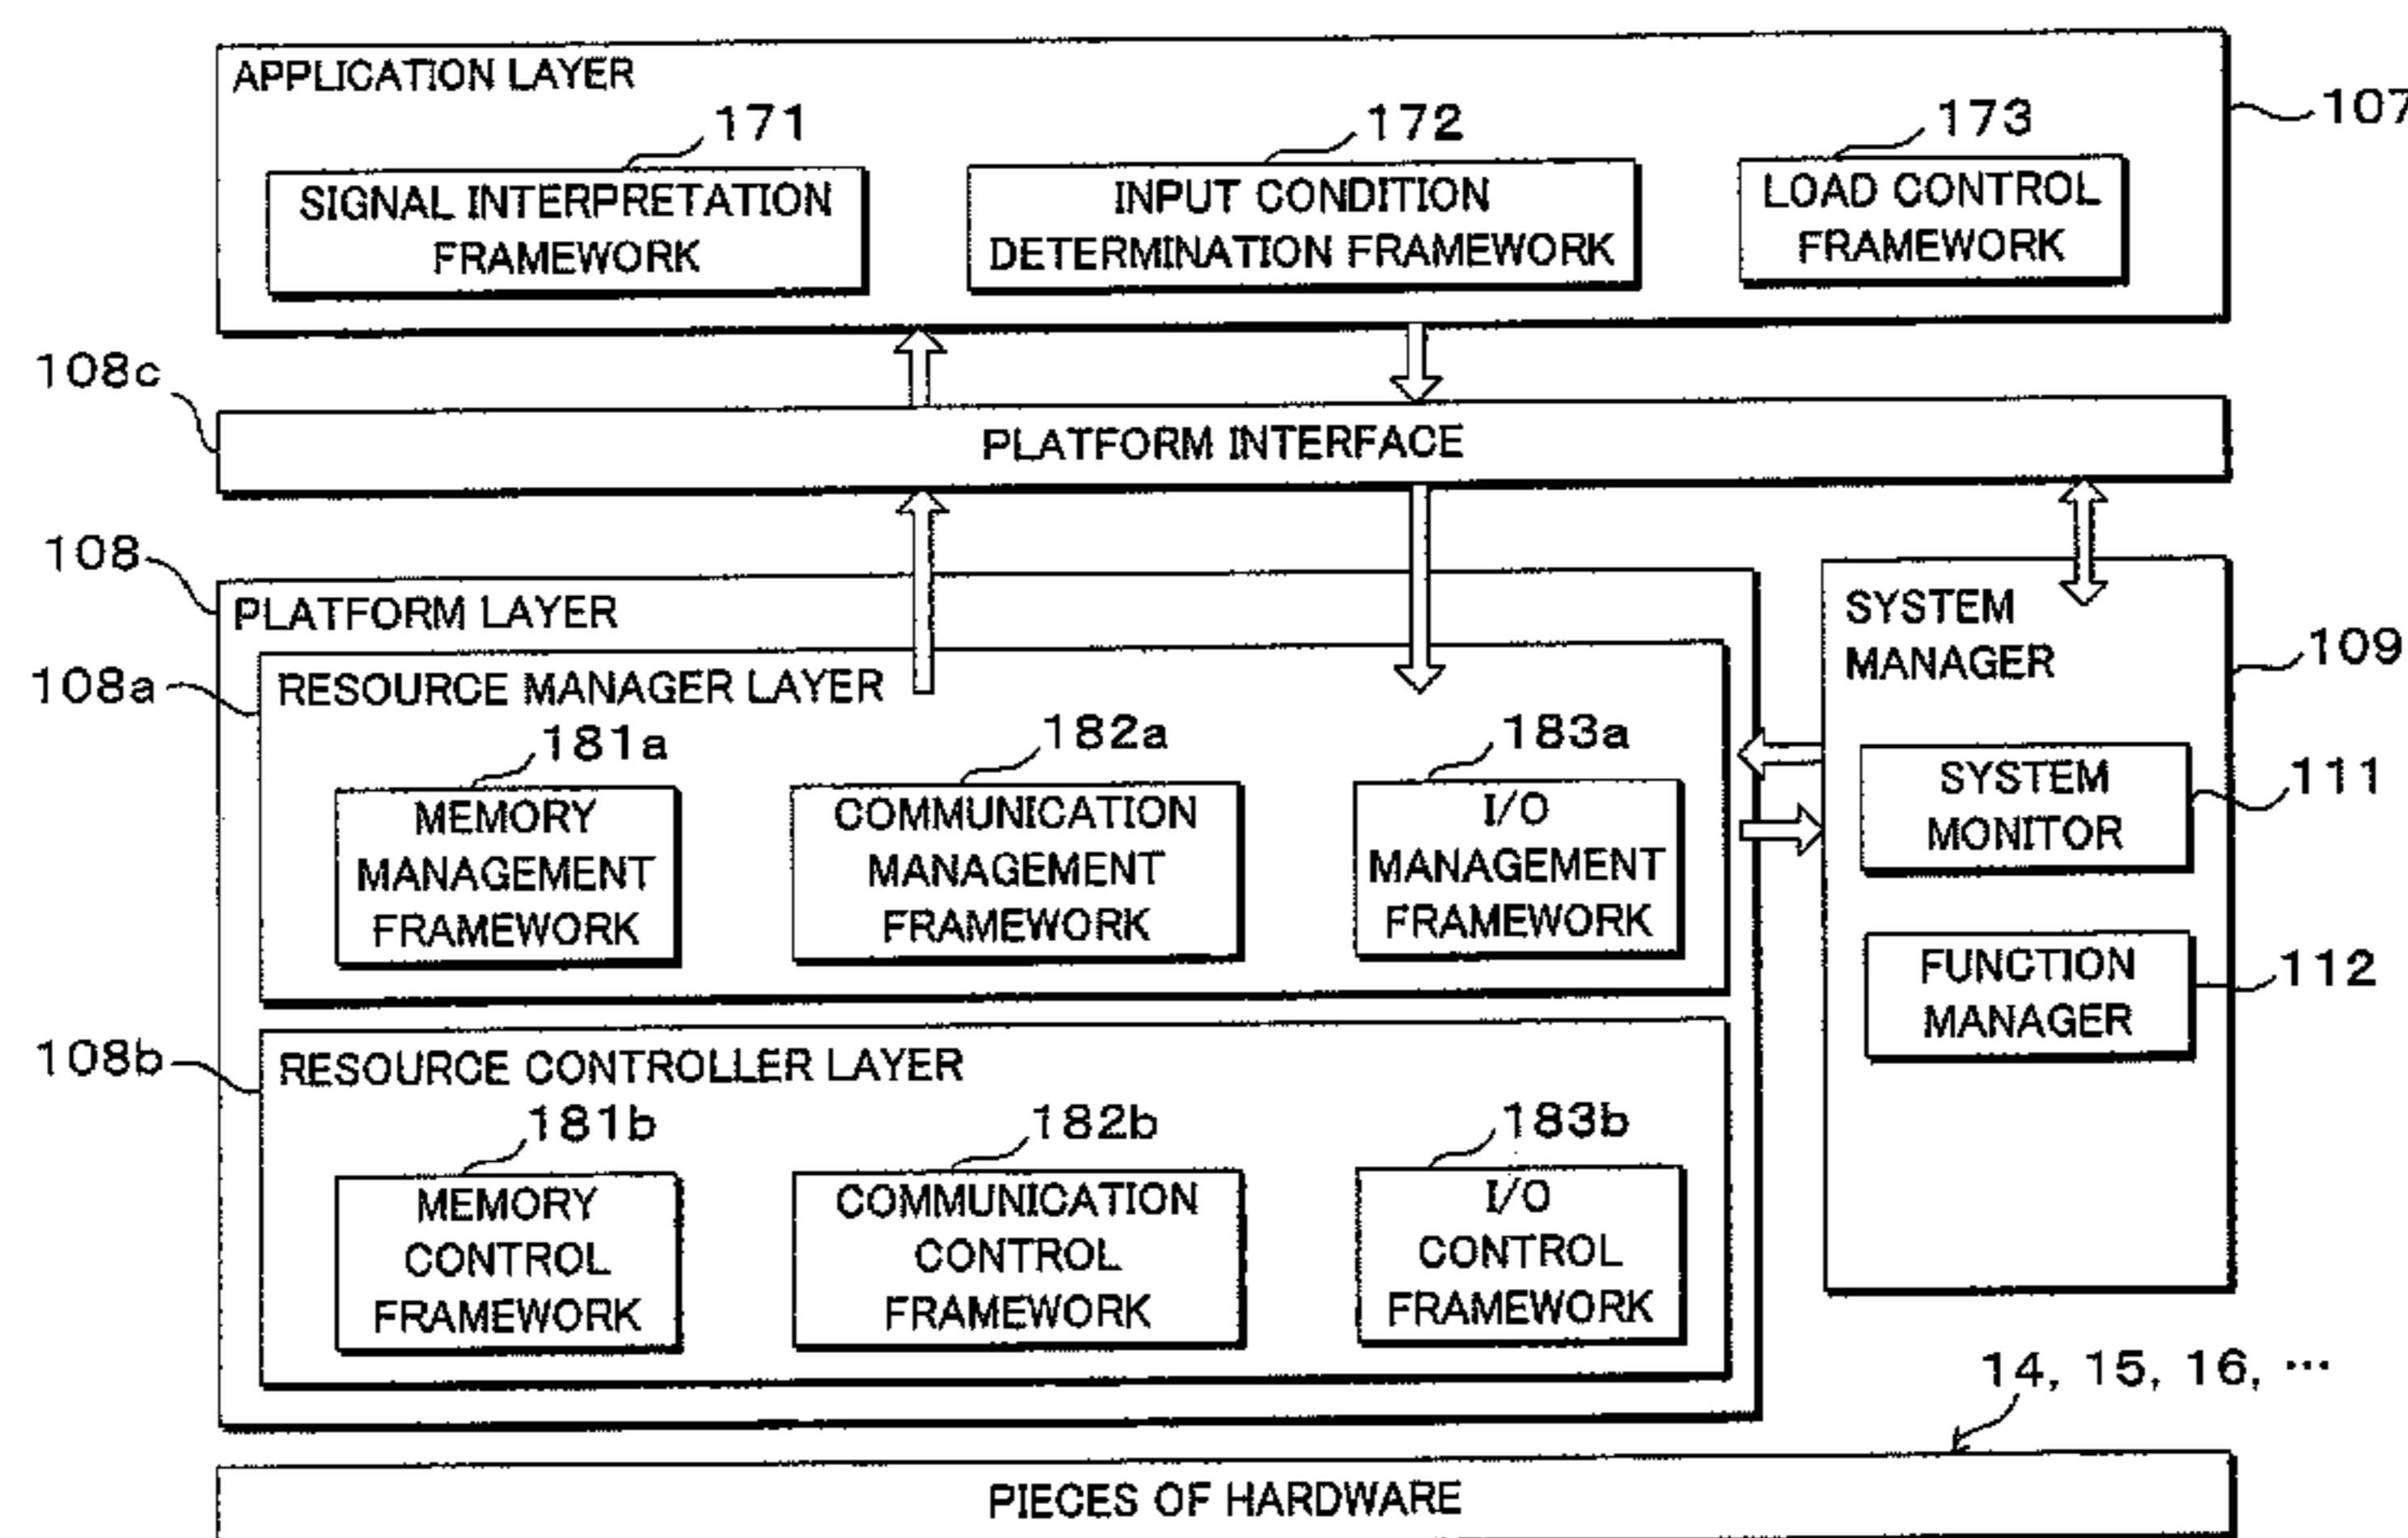 APPLICATION LAYER
107
171
172
173
SIGNAL INTERPRETATION
FRAMEWORK
INPUT CONDITION
DETERMINATION FRAMEWORK
LOAD CONTROL
FRAMEWORK
108c
PLATFORM INTERFACE
108
PLATFORM LAYER
108a
RESOURCE MANAGER LAYER
181a
182a
183a
MEMORY
MANAGEMENT
FRAMEWORK
COMMUNICATION
MANAGEMENT
FRAMEWORK
I/O
MANAGEMENT
FRAMEWORK
SYSTEM
MANAGER
109
SYSTEM
MONITOR
111
FUNCTION
MANAGER
112
108b
RESOURCE CONTROLLER LAYER
181b
182b
183b
MEMORY
CONTROL
FRAMEWORK
COMMUNICATION
CONTROL
FRAMEWORK
I/O
CONTROL
FRAMEWORK
14, 15, 16, ···
PIECES OF HARDWARE